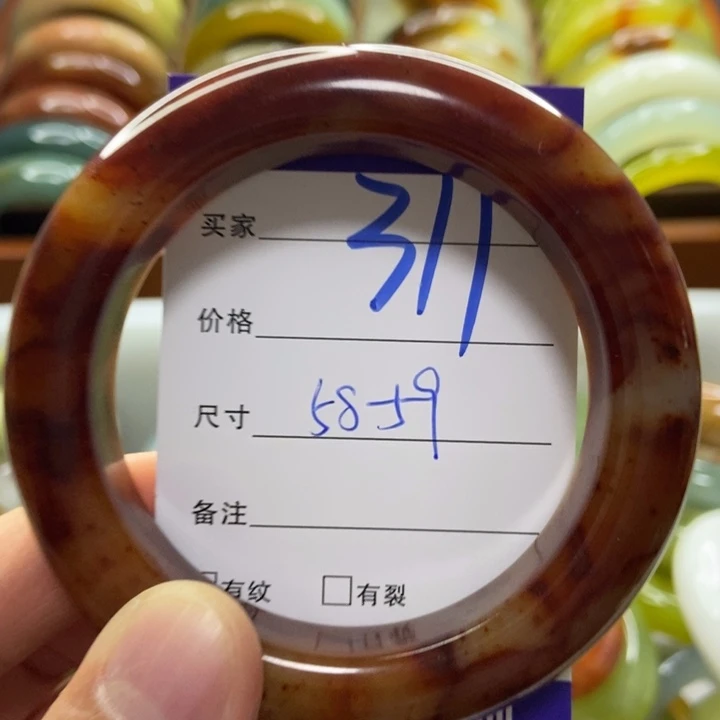 买家 311
价格
尺寸 58-59
备注
□有纹 □有裂